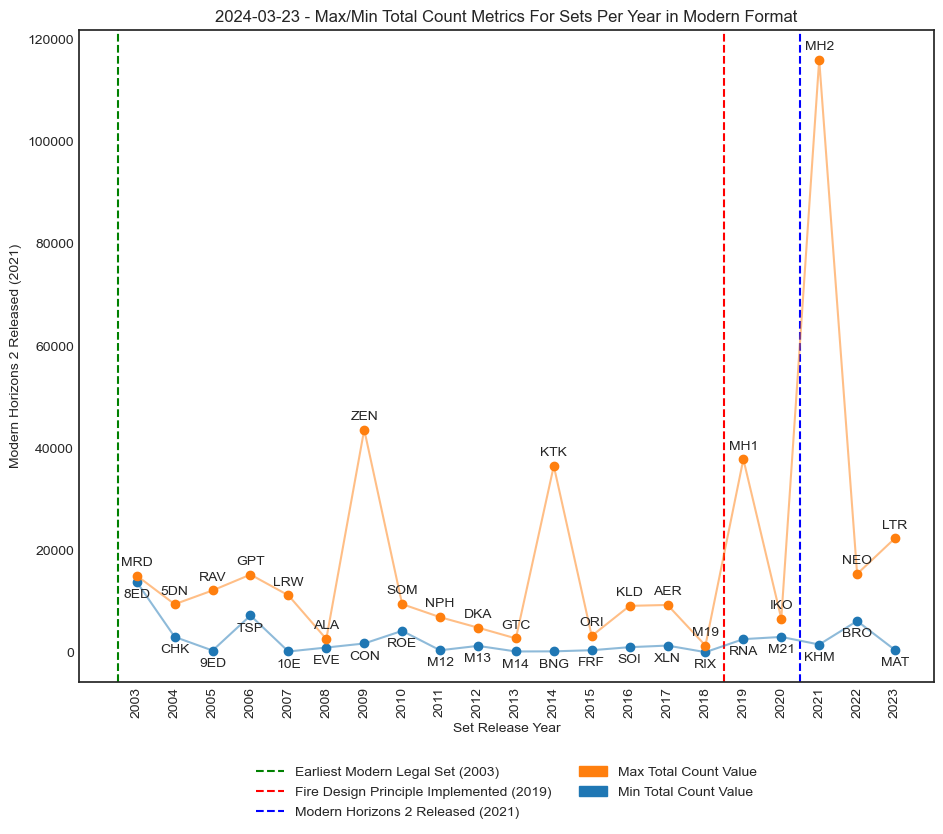 2024-03-23 - Max/Min Total Count Metrics For Sets Per Year in Modern Format
Modern Horizons 2 Released (2021)
120000
100000
80000
60000
40000
20000
0
MRD
5DN
RAV
GPT
LRW
ALA
ZEN
SOM
NPH
DKA
GTC
KTK
ORI
KLD
AER
M19
MH1
IKO
MH2
NEO
LTR
8ED
CHK
9ED
TSP
10E
EVE
CON
ROE
M12
M13
M14
BNG
FRF
SOI
XLN
RIX
RNA
M21
KHM
BRO
MAT
2003
2004
2005
2006
2007
2008
2009
2010
2011
2012
2013
2014
2015
2016
2017
2018
2019
2020
2021
2022
2023
Set Release Year
Earliest Modern Legal Set (2003)
Fire Design Principle Implemented (2019)
Modern Horizons 2 Released (2021)
Max Total Count Value
Min Total Count Value